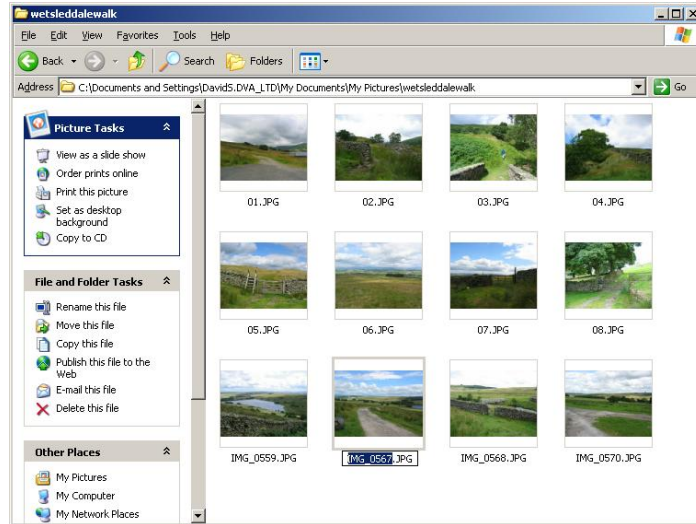 wetsleddalewalk
File Edit View Favorites Tools Help
Back Search Folders
Address C:\Documents and Settings\DavidS.DVA_LTD\My Documents\My Pictures\wetsleddalewalk Go
Picture Tasks
View as a slide show
Order prints online
Print this picture
Set as desktop
background
Copy to CD
File and Folder Tasks
Rename this file
Move this file
Copy this file
Publish this file to the
Web
E-mail this file
Delete this file
Other Places
My Pictures
My Computer
My Network Places
01.JPG 02.JPG 03.JPG 04.JPG
05.JPG 06.JPG 07.JPG 08.JPG
IMG_0559.JPG IMG_0567.JPG IMG_0568.JPG IMG_0570.JPG